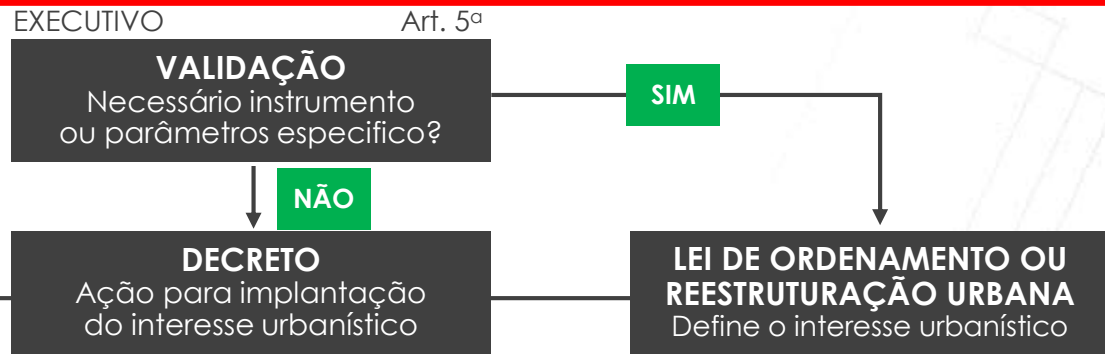 EXECUTIVO
Art. 5ª
VALIDAÇÃO
Necessário instrumento
ou parâmetros especifico?
SIM
NÃO
DECRETO
Ação para implantação
do interesse urbanístico
LEI DE ORDENAMENTO OU
REESTRUTURAÇÃO URBANA
Define o interesse urbanístico